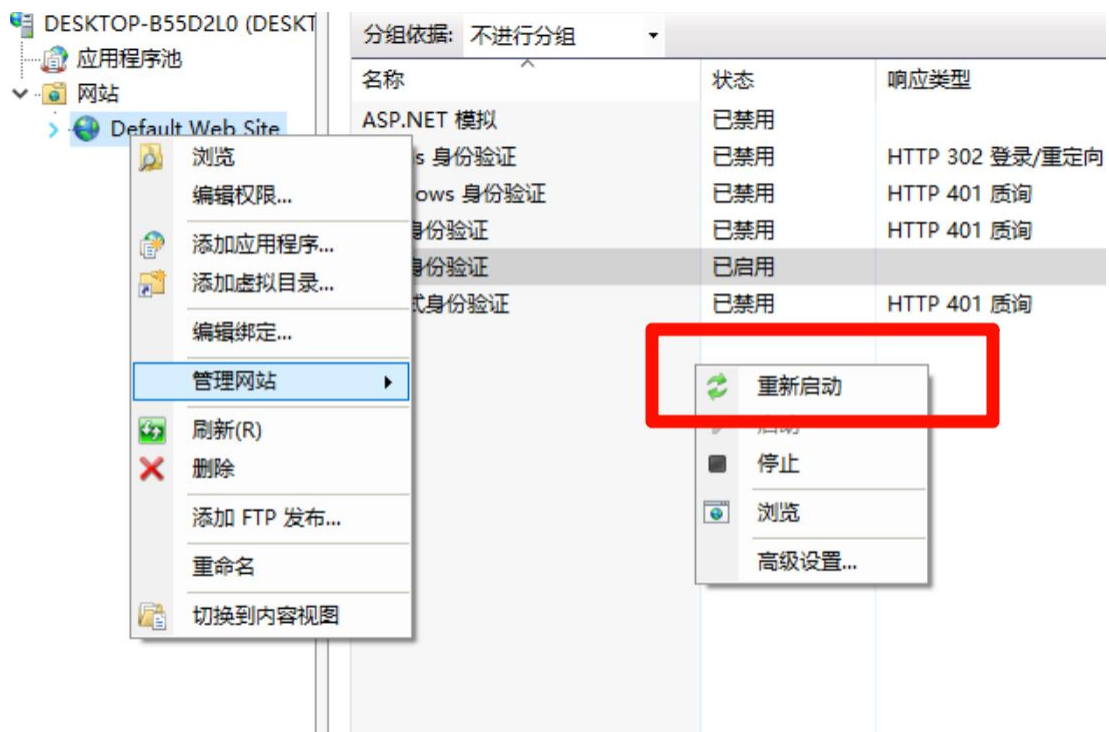 DESKTOP-B55D2L0 (DESKT
应用程序池
网站
Default Web Site
分组依据: 不进行分组
名称 状态 响应类型
ASP.NET 模拟 已禁用
s 身份验证 已禁用 HTTP 302 登录/重定向
ows 身份验证 已禁用 HTTP 401 质询
身份验证 已禁用 HTTP 401 质询
身份验证 已启用
式身份验证 已禁用 HTTP 401 质询
浏览
编辑权限...
添加应用程序...
添加虚拟目录...
编辑绑定...
管理网站
刷新(R)
删除
添加 FTP 发布...
重命名
切换到内容视图
重新启动
停止
浏览
高级设置...